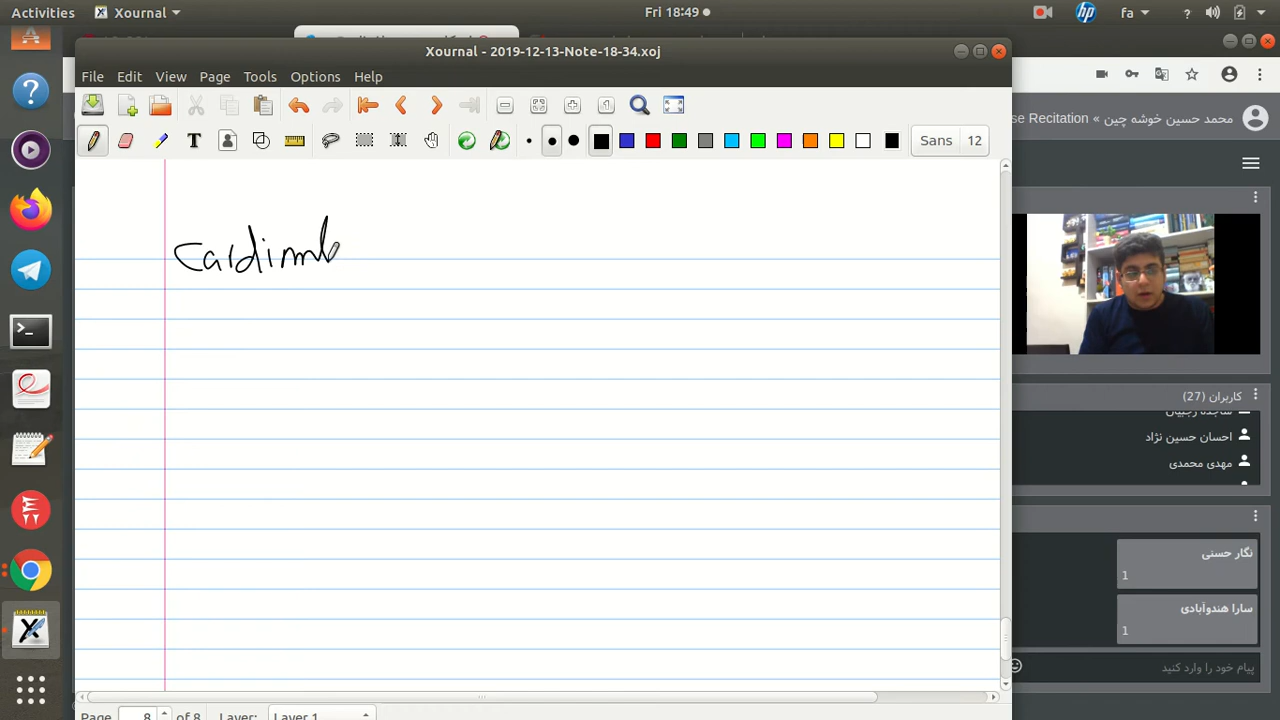 Activities
Xournal
Fri 18:49
fa
Xournal - 2019-12-13-Note-18-34.xoj
File Edit View Page Tools Options Help
Sans 12
se Recitation » محمد حسین خوشه چین
کاربران (27)
احسان حسین نژاد
مهدی محمدی
نگار حسنی
1
سارا هندوآبادی
1
پیام خود را وارد کنید
Page 8 of 8 Layer: Layer 1